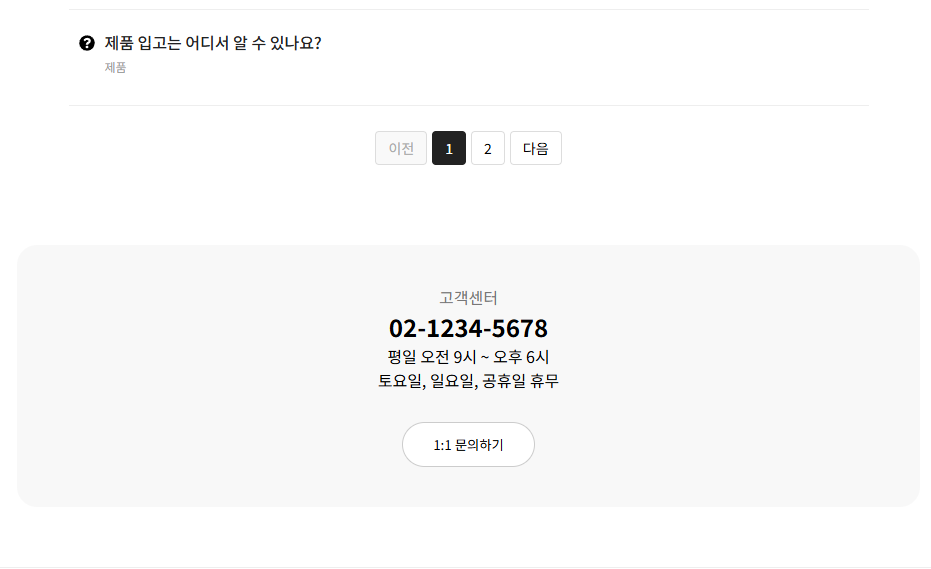 제품 입고는 어디서 알 수 있나요?
제품
이전 1 2 다음
고객센터
02-1234-5678
평일 오전 9시 ~ 오후 6시
토요일, 일요일, 공휴일 휴무
1:1 문의하기